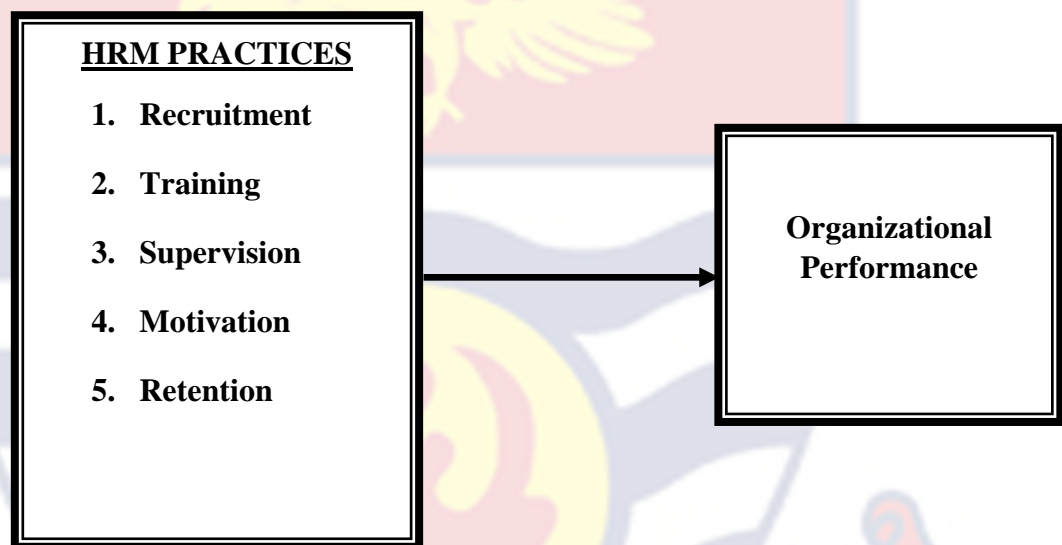 HRM PRACTICES
1. Recruitment
2. Training
3. Supervision
4. Motivation
5. Retention
Organizational
Performance